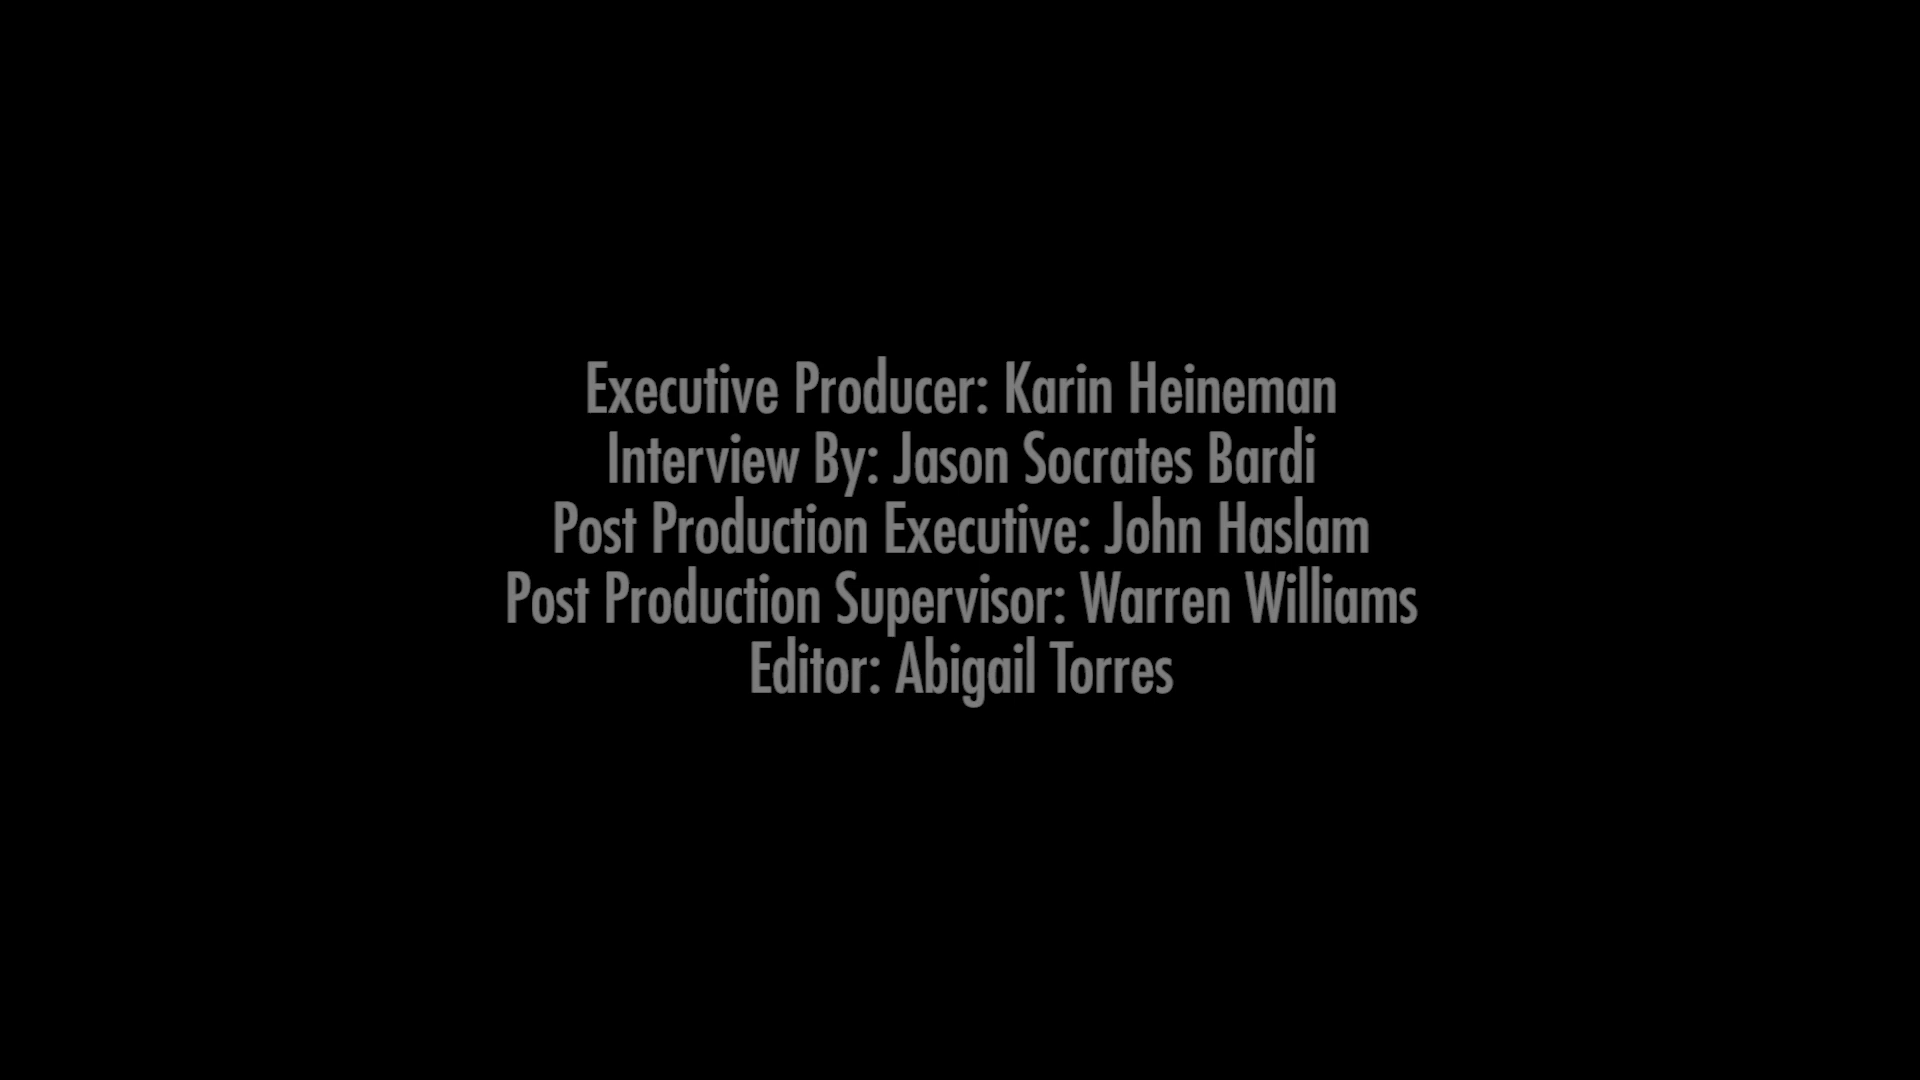 Executive Producer: Karin Heineman
Interview By: Jason Socrates Bardi
Post Production Executive: John Haslam
Post Production Supervisor: Warren Williams
Editor: Abigail Torres